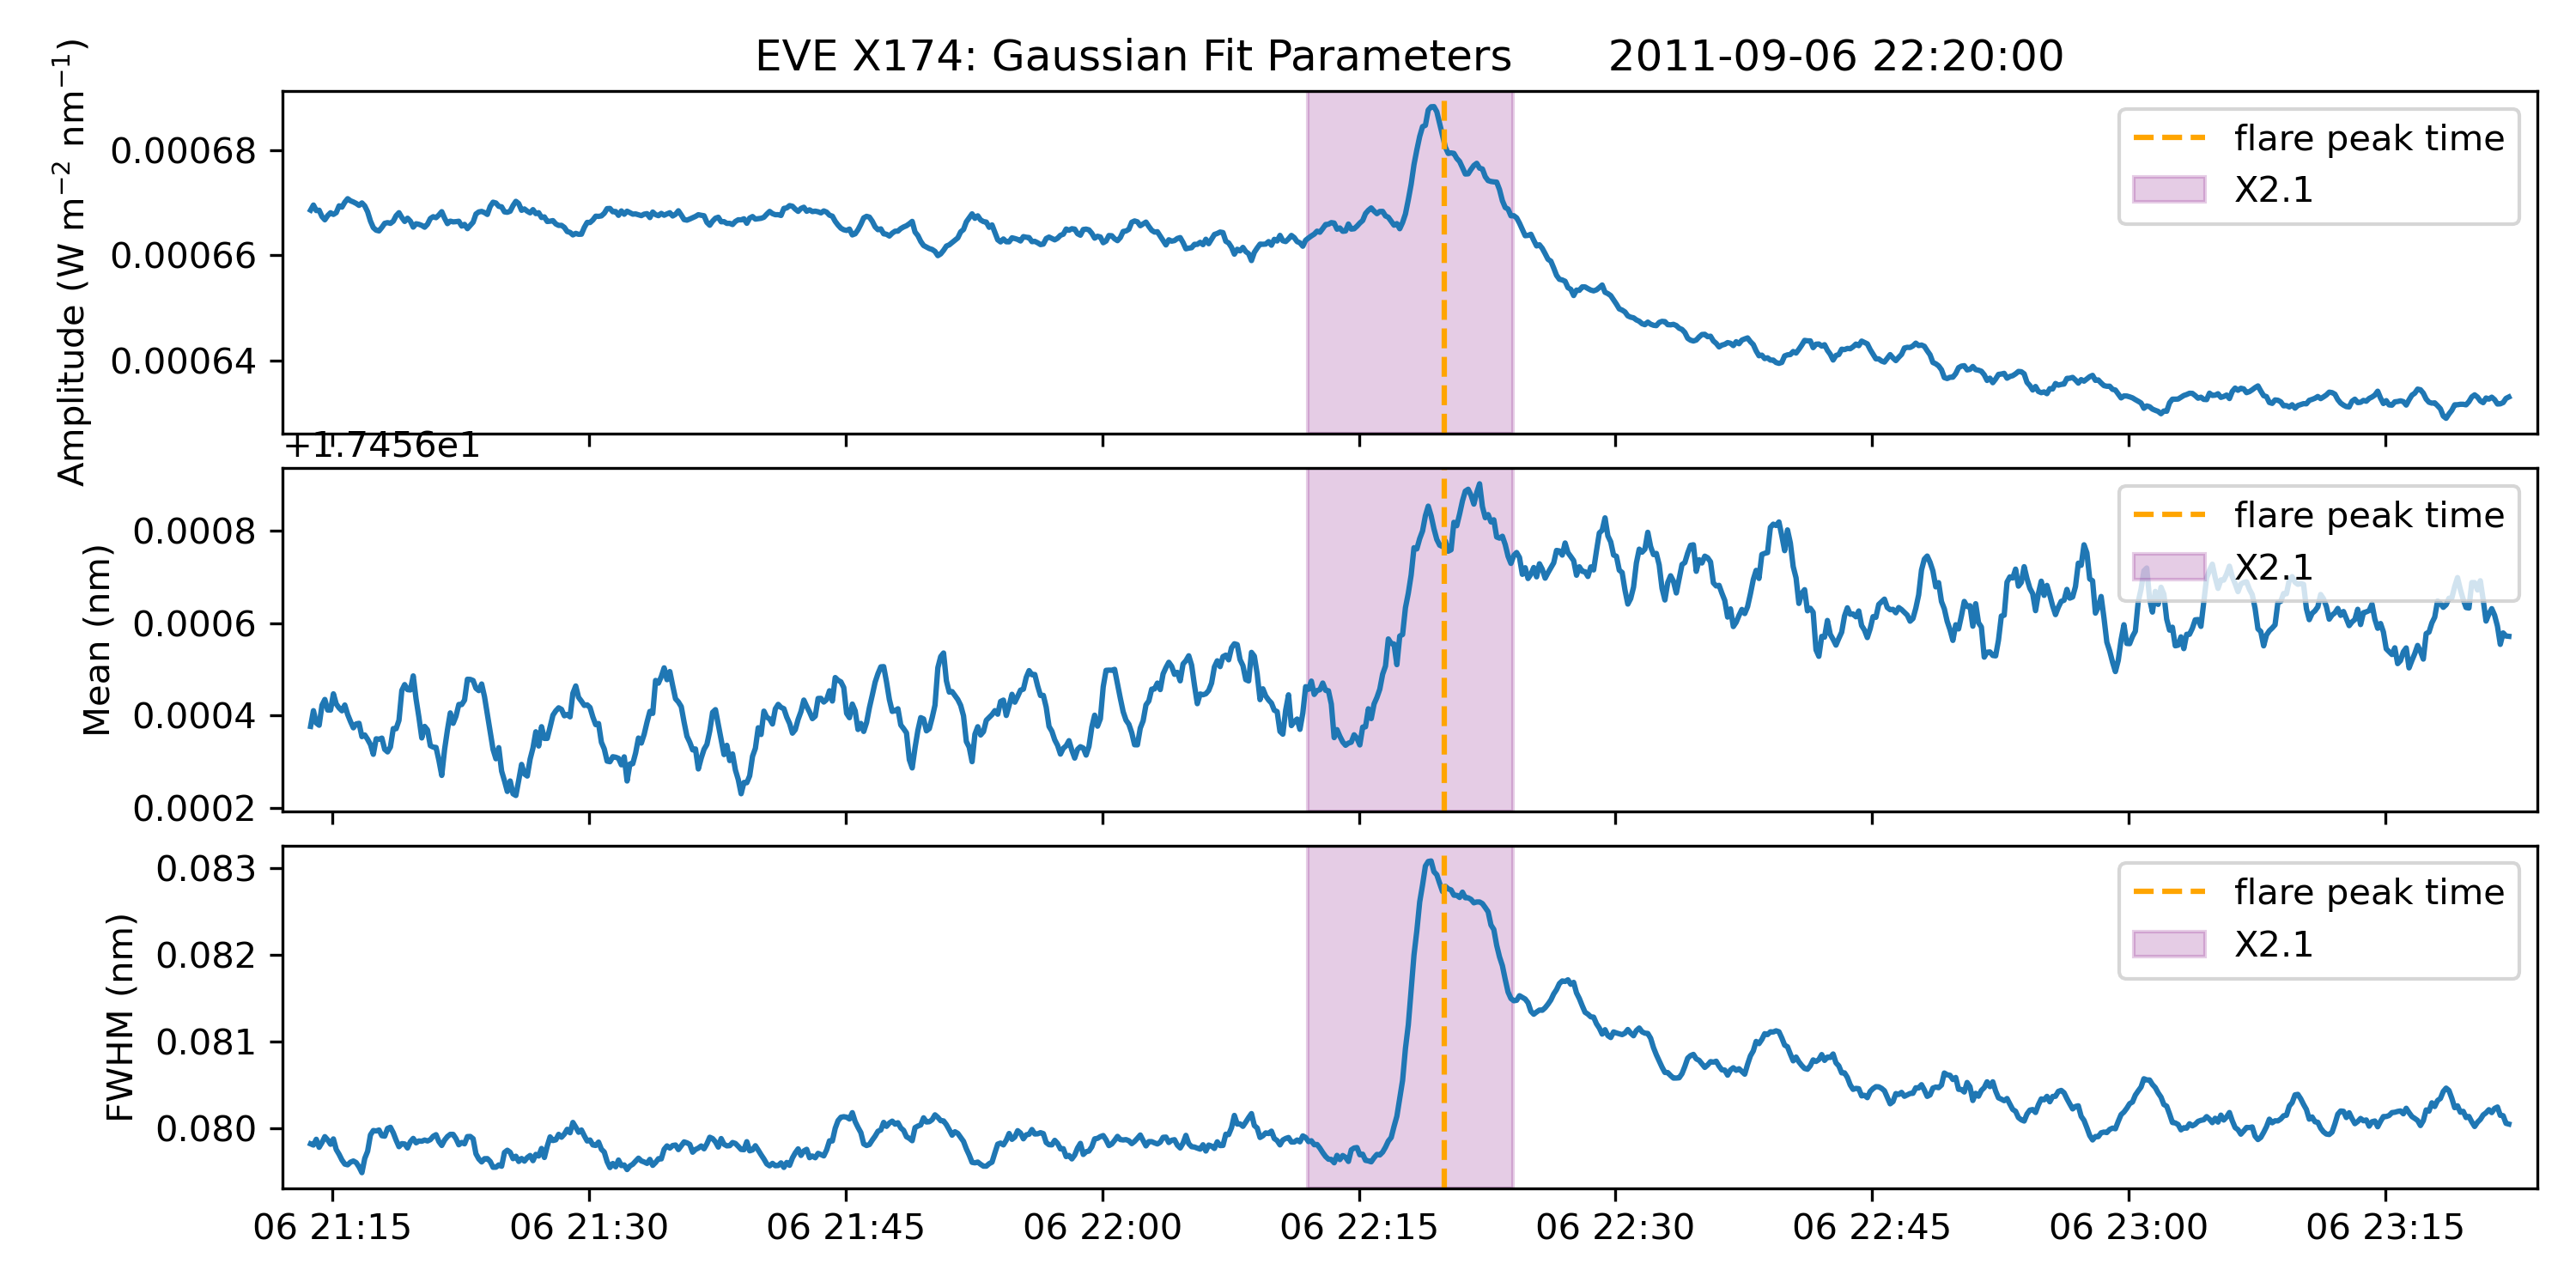 EVE X174: Gaussian Fit Parameters 2011-09-06 22:20:00
Amplitude (W m⁻² nm⁻¹)
0.00068
0.00066
0.00064
flare peak time
X2.1
+1.7456e1
Mean (nm)
0.0008
0.0006
0.0004
0.0002
flare peak time
X2.1
FWHM (nm)
0.083
0.082
0.081
0.080
flare peak time
X2.1
06 21:15 06 21:30 06 21:45 06 22:00 06 22:15 06 22:30 06 22:45 06 23:00 06 23:15